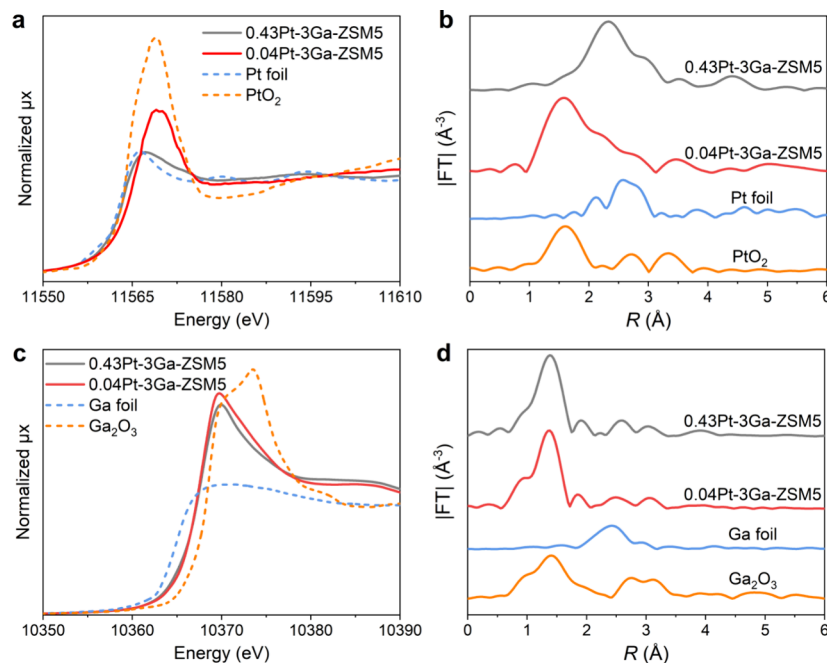 a
0.43Pt-3Ga-ZSM5
0.04Pt-3Ga-ZSM5
Pt foil
PtO₂
Normalized μx
11550 11565 11580 11595 11610
Energy (eV)
b
0.43Pt-3Ga-ZSM5
0.04Pt-3Ga-ZSM5
Pt foil
PtO₂
|FT| (Å⁻³)
0 1 2 3 4 5 6
R (Å)
c
0.43Pt-3Ga-ZSM5
0.04Pt-3Ga-ZSM5
Ga foil
Ga₂O₃
Normalized μx
10350 10360 10370 10380 10390
Energy (eV)
d
0.43Pt-3Ga-ZSM5
0.04Pt-3Ga-ZSM5
Ga foil
Ga₂O₃
|FT| (Å⁻³)
0 1 2 3 4 5 6
R (Å)